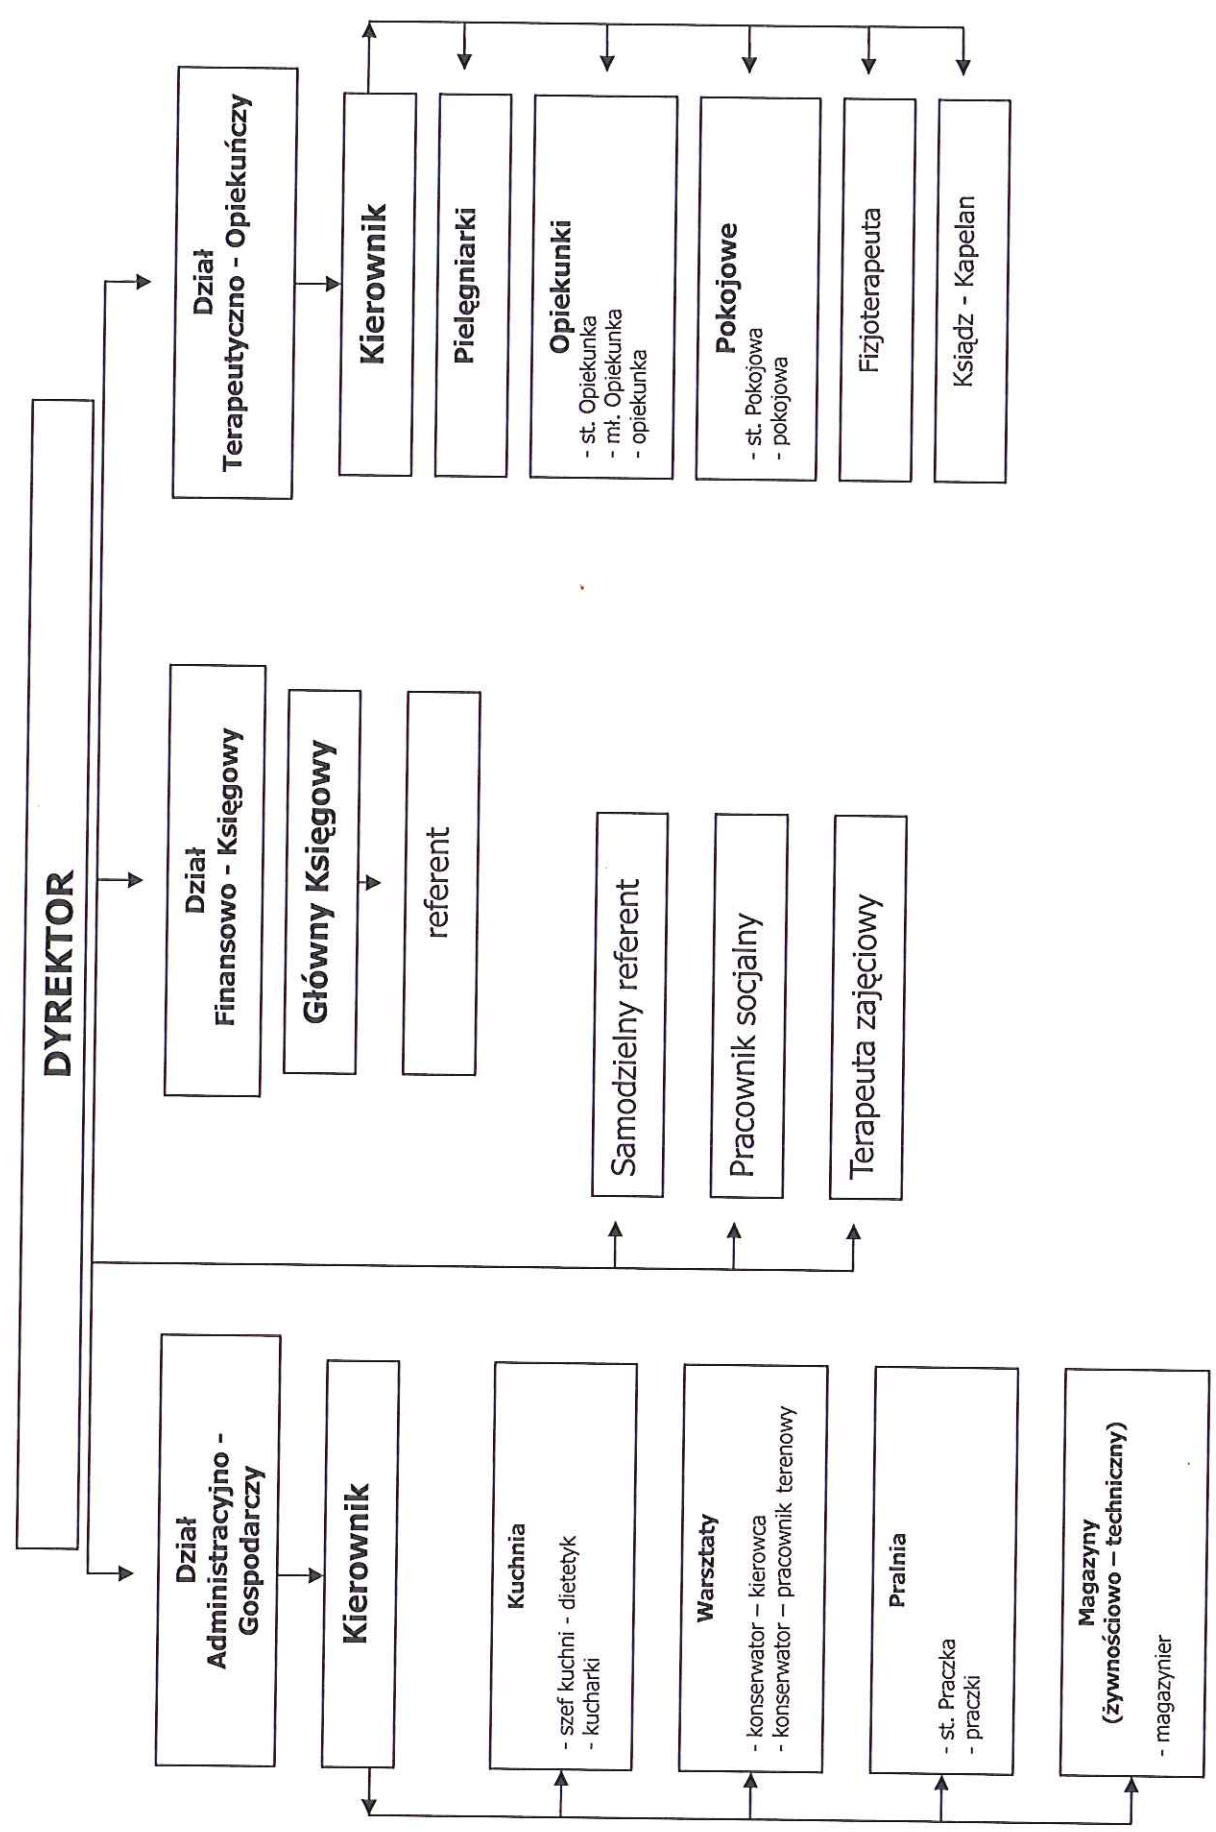 DYREKTOR
Dział
Administracyjno -
Gospodarczy
Kierownik
Kuchnia
- szef kuchni - dietetyk
- kucharki
Warsztaty
- konserwator – kierowca
- konserwator – pracownik terenowy
Pralnia
- st. Praczka
- praczki
Magazyny
(żywnościowo – techniczny)
- magazynier
Dział
Finansowo - Księgowy
Główny Księgowy
referent
Samodzielny referent
Pracownik socjalny
Terapeuta zajęciowy
Dział
Terapeutyczno - Opiekuńczy
Kierownik
Pielęgniarki
Opiekunki
- st. Opiekunka
- mł. Opiekunka
- opiekunka
Pokojowe
- st. Pokojowa
- pokojowa
Fizjoterapeuta
Ksiądz - Kapelan